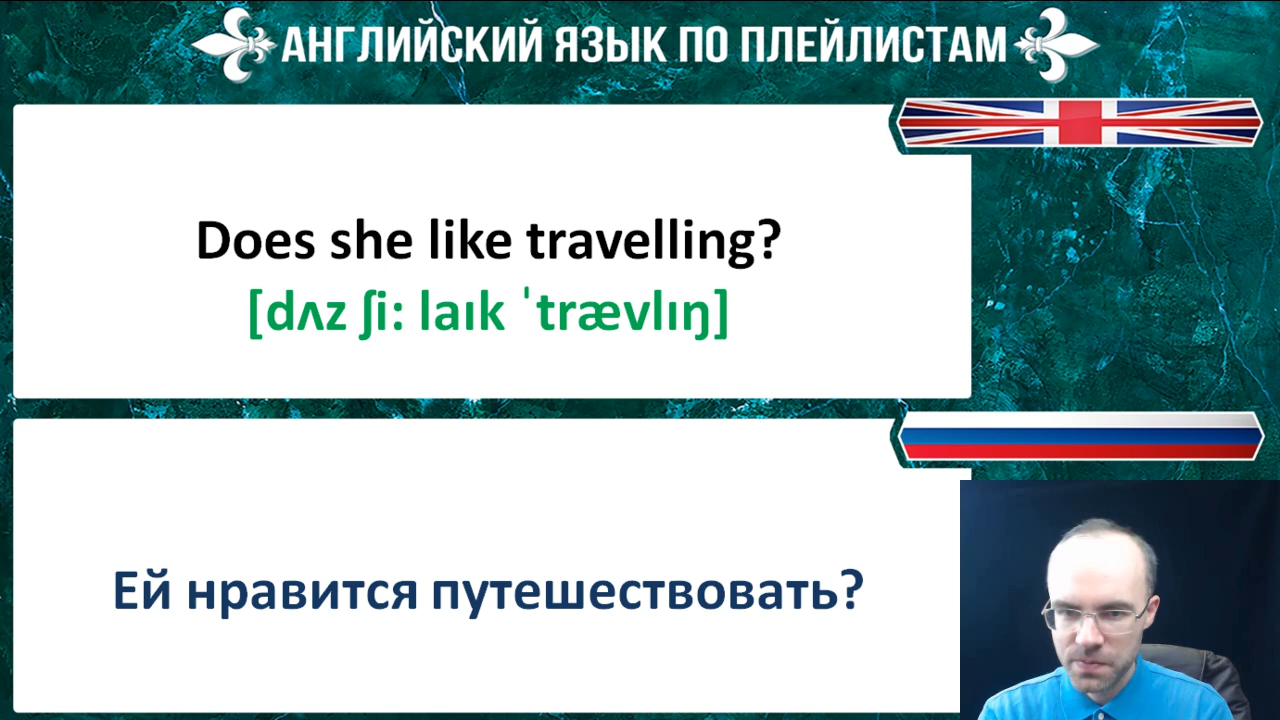 АНГЛИЙСКИЙ ЯЗЫК ПО ПЛЕЙЛИСТАМ
Does she like travelling?
[dʌz ʃi: laɪk ˈtrævlɪŋ]
Ей нравится путешествовать?